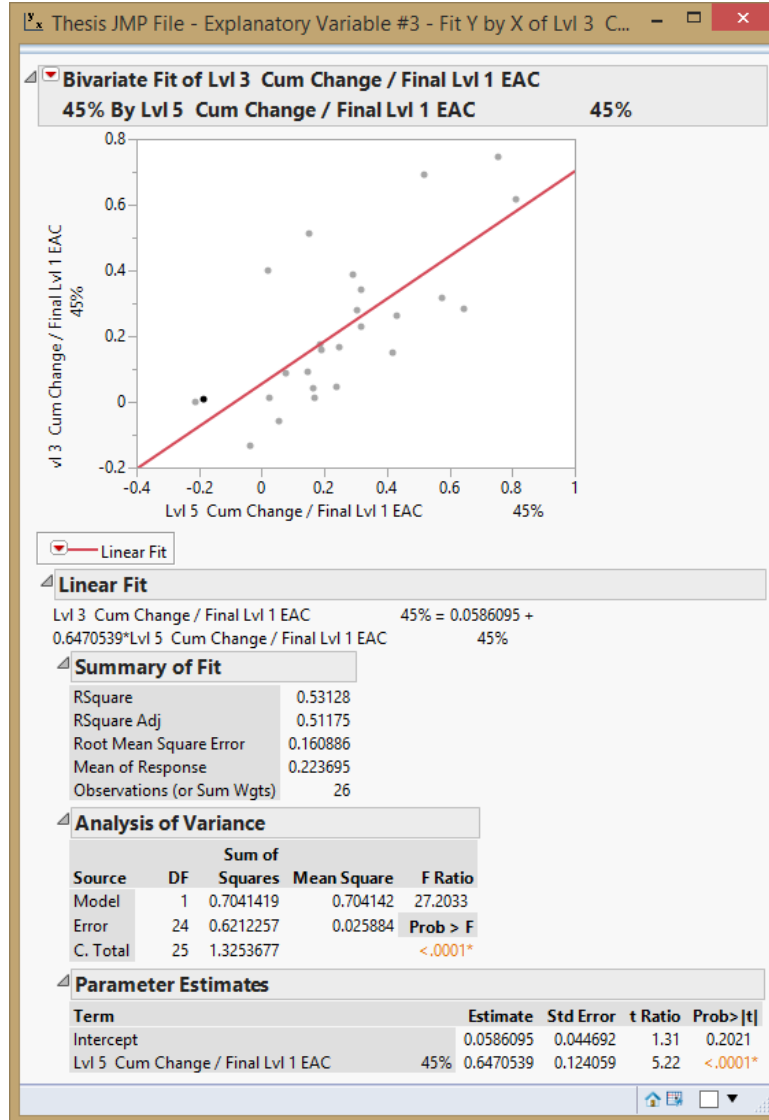 Thesis JMP File - Explanatory Variable #3 - Fit Y by X of Lvl 3 C...
Bivariate Fit of Lvl 3 Cum Change / Final Lvl 1 EAC
45% By Lvl 5 Cum Change / Final Lvl 1 EAC 45%
vl 3 Cum Change / Final Lvl 1 EAC
45%
0.8
0.6
0.4
0.2
0
-0.2
-0.4 -0.2 0 0.2 0.4 0.6 0.8 1
Lvl 5 Cum Change / Final Lvl 1 EAC 45%
Linear Fit
Linear Fit
Lvl 3 Cum Change / Final Lvl 1 EAC 45% = 0.0586095 +
0.6470539*Lvl 5 Cum Change / Final Lvl 1 EAC 45%
Summary of Fit
RSquare 0.53128
RSquare Adj 0.51175
Root Mean Square Error 0.160886
Mean of Response 0.223695
Observations (or Sum Wgts) 26
Analysis of Variance
Sum of
Source DF Squares Mean Square F Ratio
Model 1 0.7041419 0.704142 27.2033
Error 24 0.6212257 0.025884 Prob > F
C. Total 25 1.3253677 <.0001*
Parameter Estimates
Term Estimate Std Error t Ratio Prob>|t|
Intercept 0.0586095 0.044692 1.31 0.2021
Lvl 5 Cum Change / Final Lvl 1 EAC 45% 0.6470539 0.124059 5.22 <.0001*